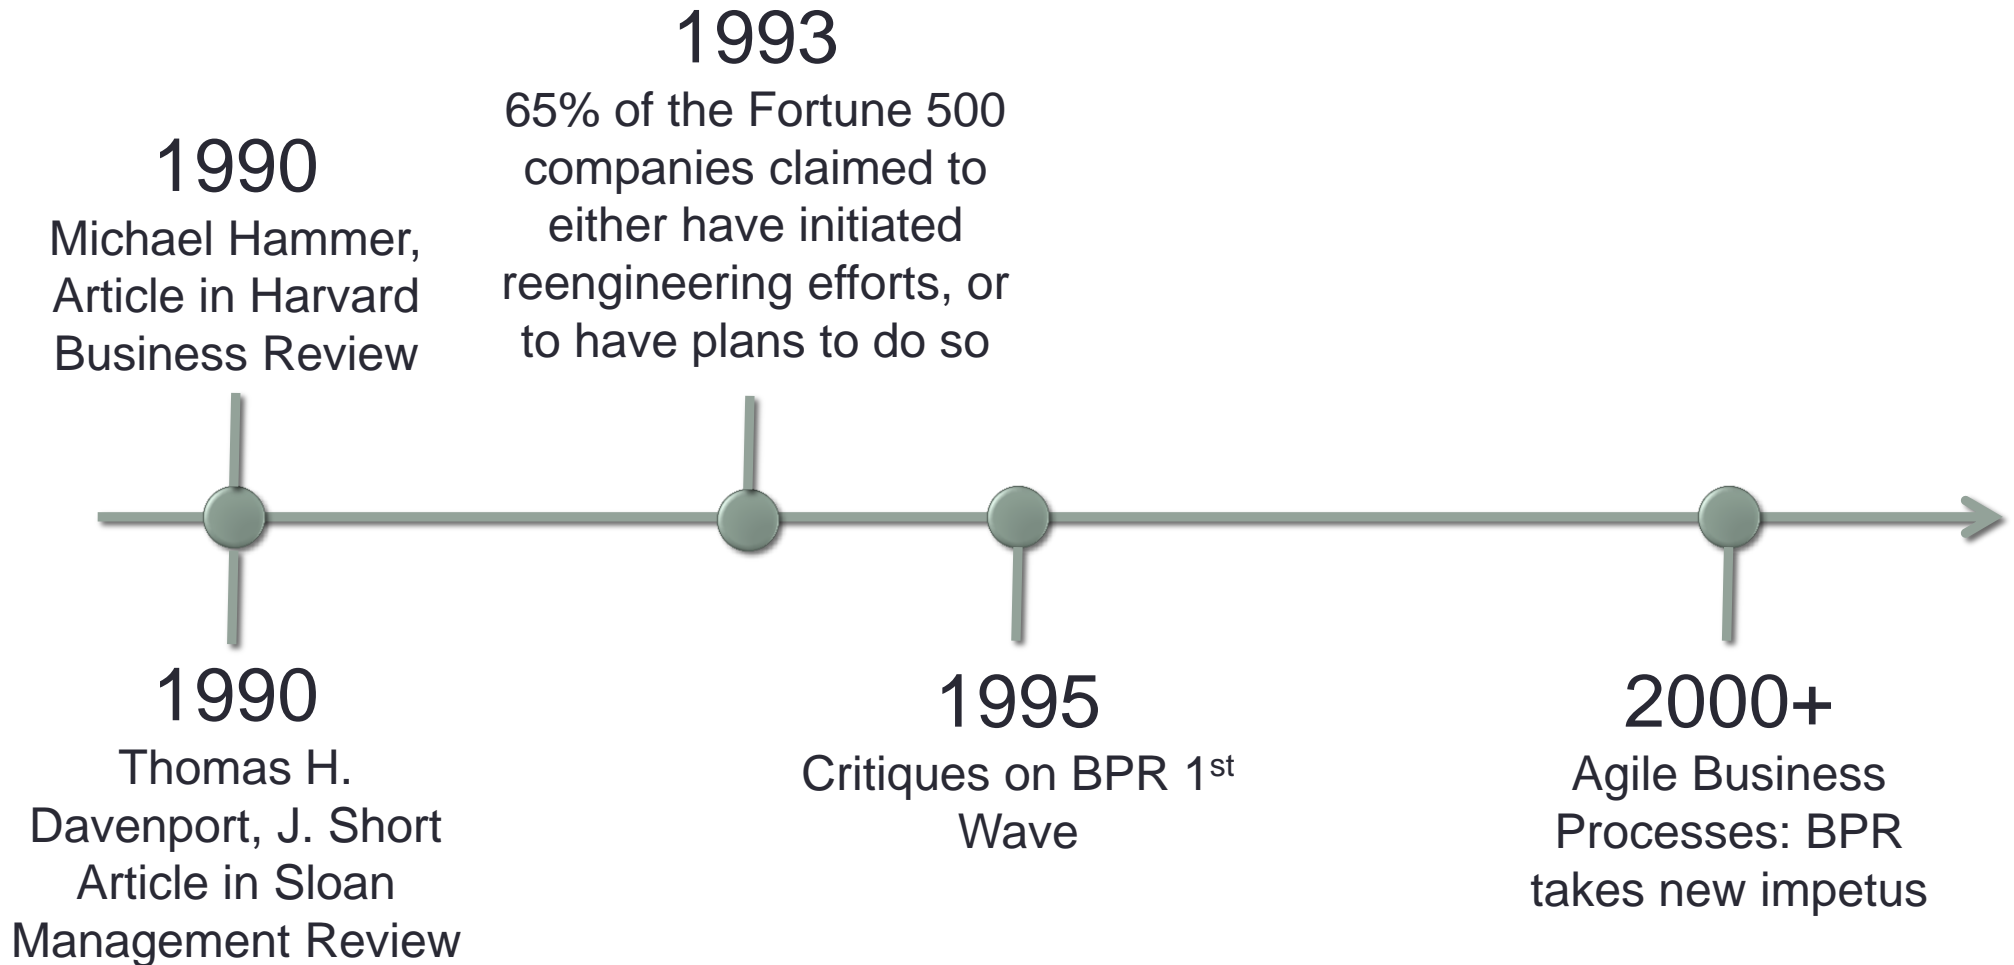 1990
Michael Hammer,
Article in Harvard
Business Review
1993
65% of the Fortune 500
companies claimed to
either have initiated
reengineering efforts, or
to have plans to do so
1990
Thomas H.
Davenport, J. Short
Article in Sloan
Management Review
1995
Critiques on BPR 1st
Wave
2000+
Agile Business
Processes: BPR
takes new impetus